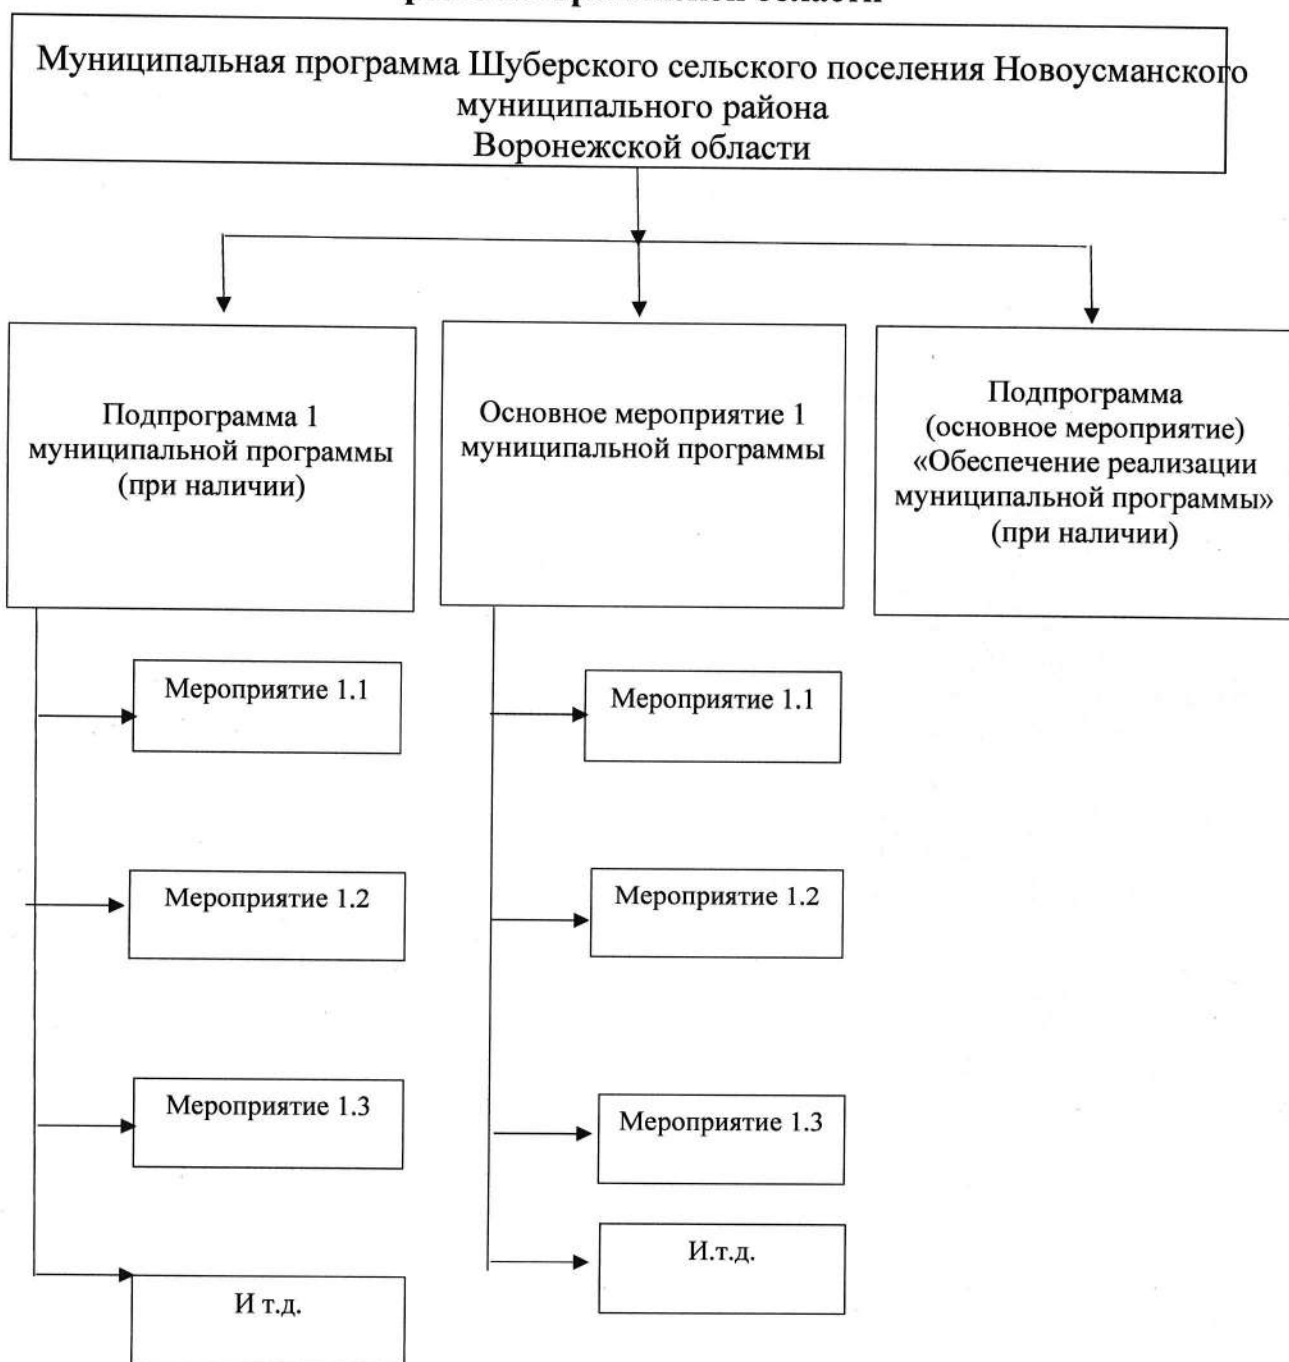 Муниципальная программа Шуберского сельского поселения Новоусманского
муниципального района
Воронежской области
Подпрограмма 1
муниципальной программы
(при наличии)
Основное мероприятие 1
муниципальной программы
Подпрограмма
(основное мероприятие)
«Обеспечение реализации
муниципальной программы»
(при наличии)
Мероприятие 1.1
Мероприятие 1.2
Мероприятие 1.3
И т.д.
Мероприятие 1.1
Мероприятие 1.2
Мероприятие 1.3
И.т.д.